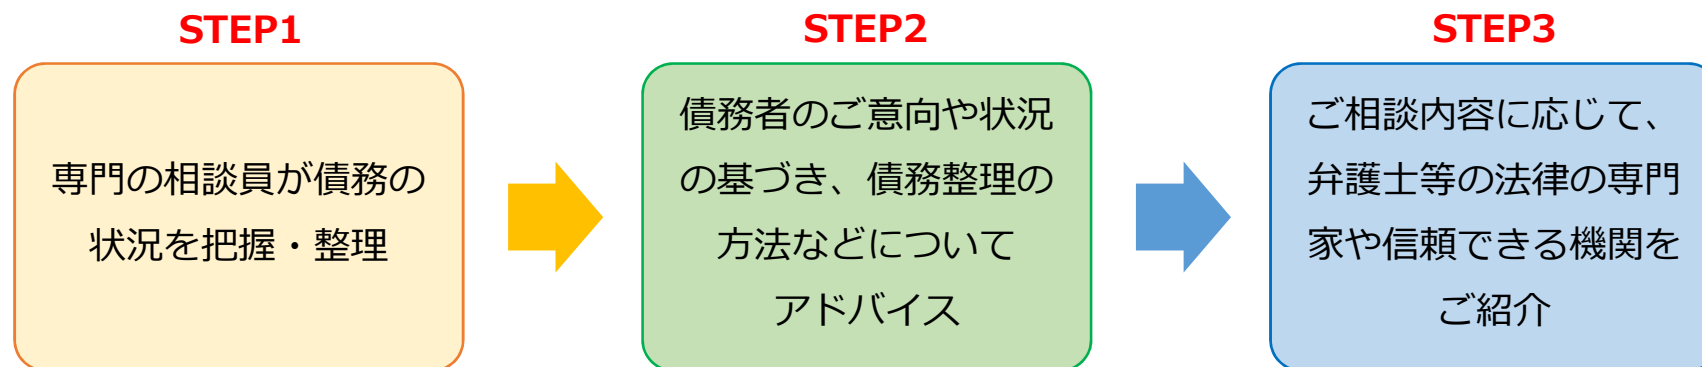 STEP1
専門の相談員が債務の
状況を把握・整理
STEP2
債務者のご意向や状況
の基づき、債務整理の
方法などについて
アドバイス
STEP3
ご相談内容に応じて、
弁護士等の法律の専門
家や信頼できる機関を
ご紹介